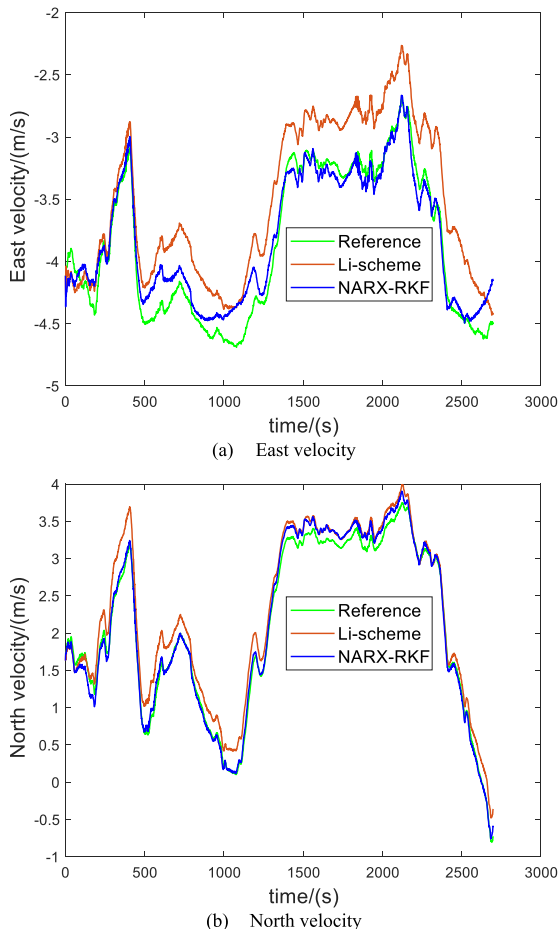 -2
-2.5
-3
-3.5
-4
-4.5
-5
East velocity/(m/s)
Reference
Li-scheme
NARX-RKF
0 500 1000 1500 2000 2500 3000
time/(s)
(a) East velocity
4
3.5
3
2.5
2
1.5
1
0.5
0
-0.5
-1
North velocity/(m/s)
Reference
Li-scheme
NARX-RKF
0 500 1000 1500 2000 2500 3000
time/(s)
(b) North velocity